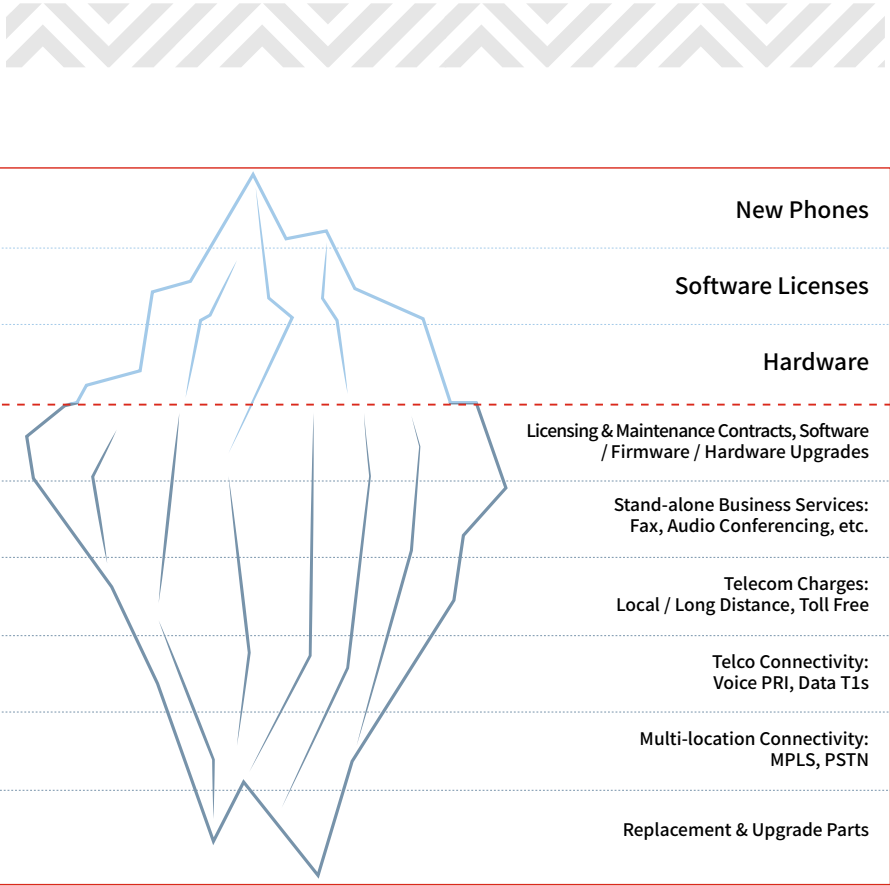 New Phones
Software Licenses
Hardware
Licensing & Maintenance Contracts, Software
/ Firmware / Hardware Upgrades
Stand-alone Business Services:
Fax, Audio Conferencing, etc.
Telecom Charges:
Local / Long Distance, Toll Free
Telco Connectivity:
Voice PRI, Data T1s
Multi-location Connectivity:
MPLS, PSTN
Replacement & Upgrade Parts